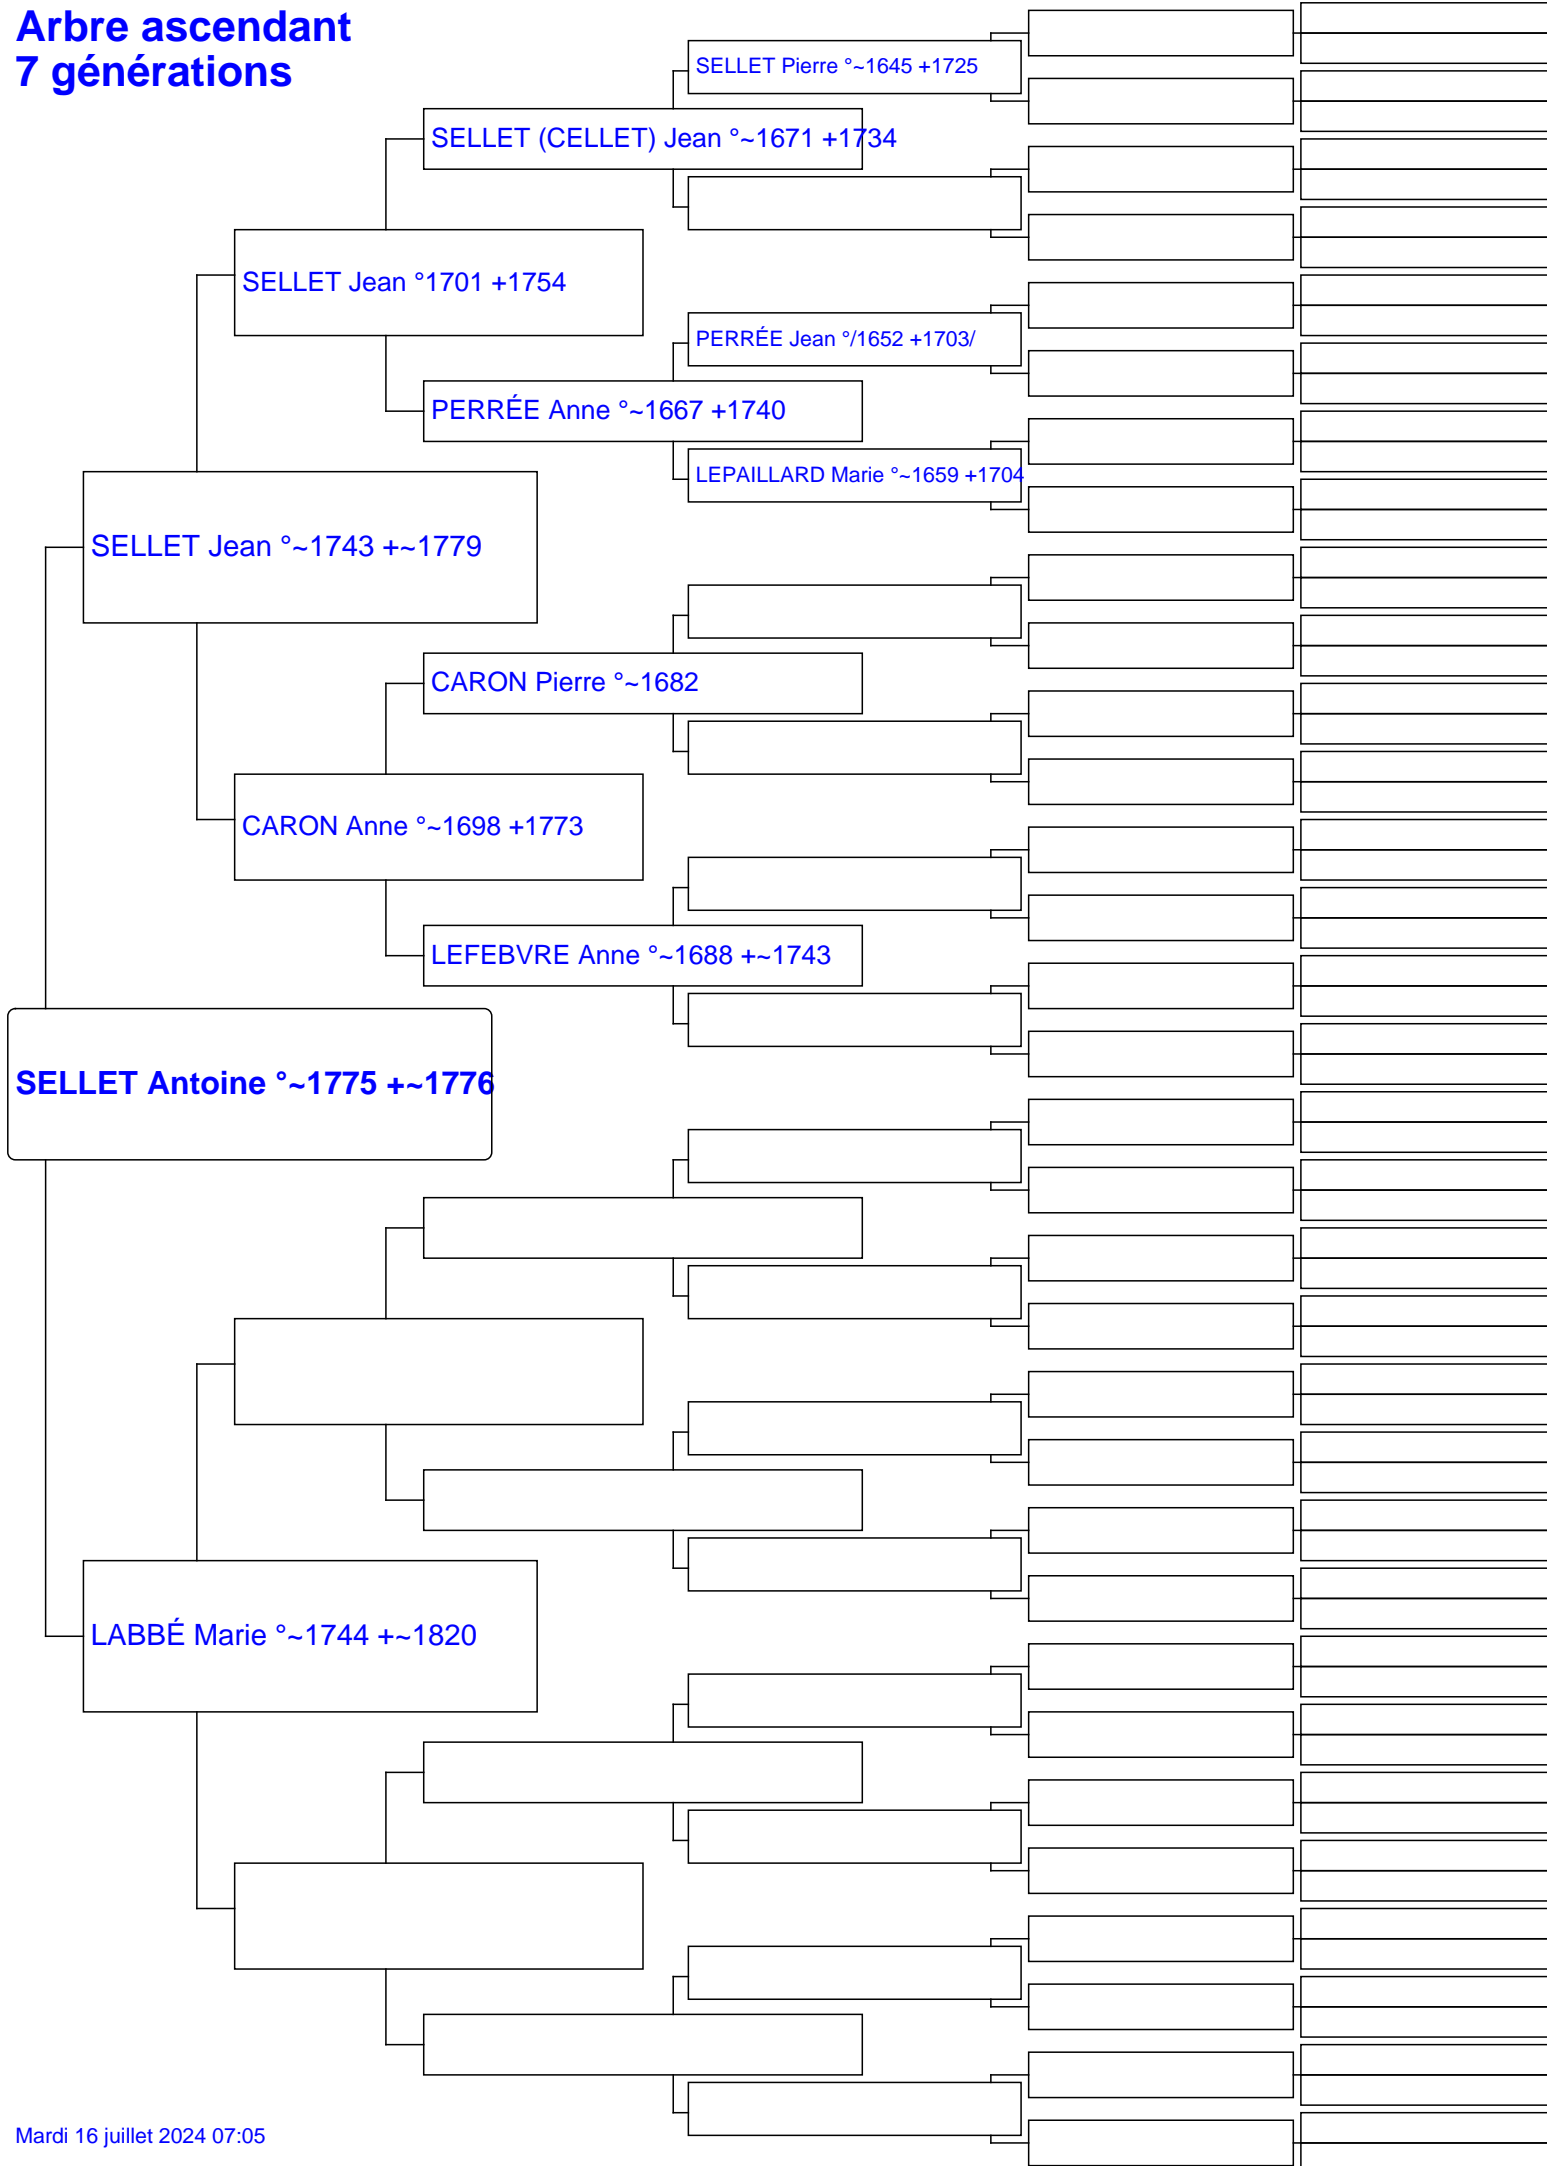 Arbre ascendant
7 générations
SELLET Pierre °~1645 +1725
SELLET (CELLET) Jean °~1671 +1734
SELLET Jean °1701 +1754
PERRÉE Jean °/1652 +1703/
PERRÉE Anne °~1667 +1740
LEPAILLARD Marie °~1659 +1704
SELLET Jean °~1743 +~1779
CARON Pierre °~1682
CARON Anne °~1698 +1773
LEFEBVRE Anne °~1688 +~1743
SELLET Antoine °~1775 +~1776
LABBÉ Marie °~1744 +~1820
Mardi 16 juillet 2024 07:05